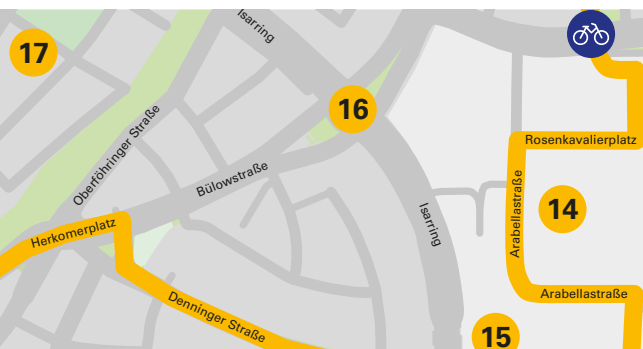 Isarring
17
16
Rosenkavalierplatz
Oberföhringer Straße
Bülowstraße
Arabellastraße
14
Isarring
Herkomerplatz
Arabellastraße
Denninger Straße
15